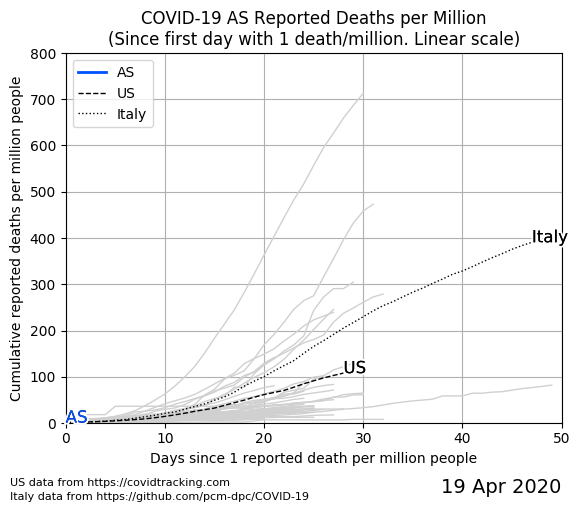 COVID-19 AS Reported Deaths per Million
(Since first day with 1 death/million. Linear scale)
Cumulative reported deaths per million people
800
700
600
500
400
300
200
100
0
AS
US
Italy
Italy
US
AS
0 10 20 30 40 50
Days since 1 reported death per million people
US data from https://covidtracking.com
Italy data from https://github.com/pcm-dpc/COVID-19
19 Apr 2020